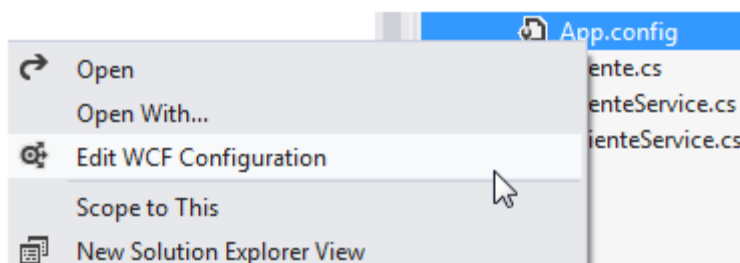 App.config
Open
ente.cs
Open With...
enteService.cs
ienteService.cs
Edit WCF Configuration
Scope to This
New Solution Explorer View